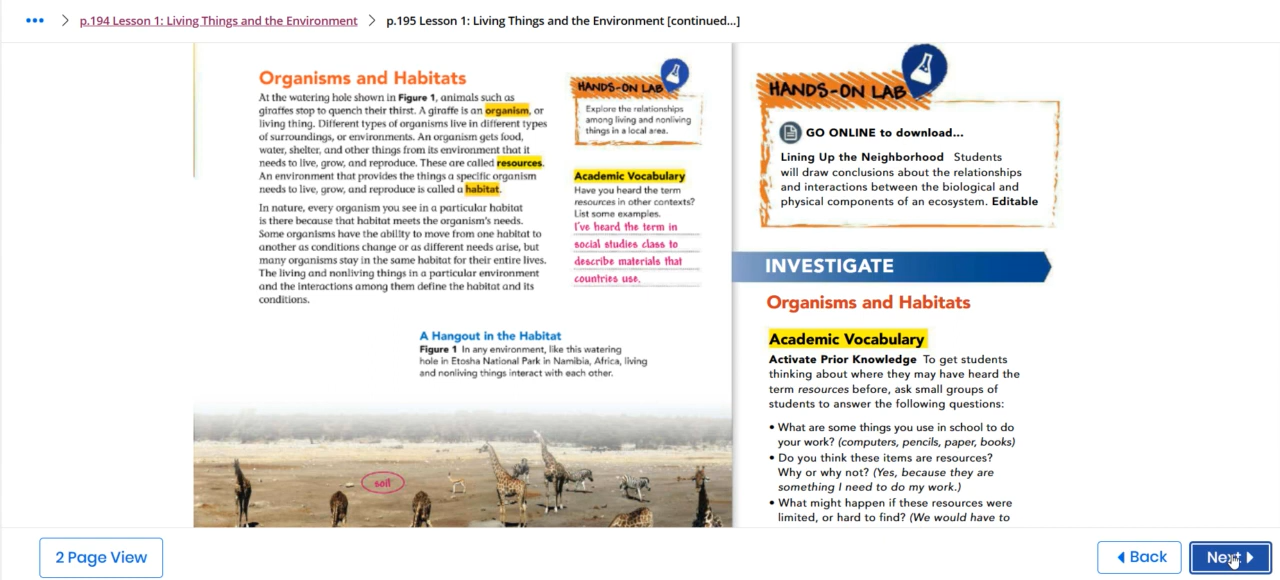 ••• > p.194 Lesson 1: Living Things and the Environment > p.195 Lesson 1: Living Things and the Environment [continued...]
Organisms and Habitats
At the watering hole shown in Figure 1, animals such as
giraffes stop to quench their thirst. A giraffe is an organism, or
living thing. Different types of organisms live in different types
of surroundings, or environments. An organism gets food,
water, shelter, and other things from its environment that it
needs to live, grow, and reproduce. These are called resources.
An environment that provides the things a specific organism
needs to live, grow, and reproduce is called a habitat.
In nature, every organism you see in a particular habitat
is there because that habitat meets the organism's needs.
Some organisms have the ability to move from one habitat to
another as conditions change or as different needs arise, but
many organisms stay in the same habitat for their entire lives.
The living and nonliving things in a particular environment
and the interactions among them define the habitat and its
conditions.
HANDS-ON LAB
Explore the relationships
among living and nonliving
things in a local area.
Academic Vocabulary
Have you heard the term
resources in other contexts?
List some examples.
I've heard the term in
social studies class to
describe materials that
countries use.
A Hangout in the Habitat
Figure 1 In any environment, like this watering
hole in Etosha National Park in Namibia, Africa, living
and nonliving things interact with each other.
soil
HANDS-ON LAB
GO ONLINE to download...
Lining Up the Neighborhood Students
will draw conclusions about the relationships
and interactions between the biological and
physical components of an ecosystem. Editable
INVESTIGATE
Organisms and Habitats
Academic Vocabulary
Activate Prior Knowledge To get students
thinking about where they may have heard the
term resources before, ask small groups of
students to answer the following questions:
• What are some things you use in school to do
your work? (computers, pencils, paper, books)
• Do you think these items are resources?
Why or why not? (Yes, because they are
something I need to do my work.)
• What might happen if these resources were
limited, or hard to find? (We would have to
2 Page View
Back
Next